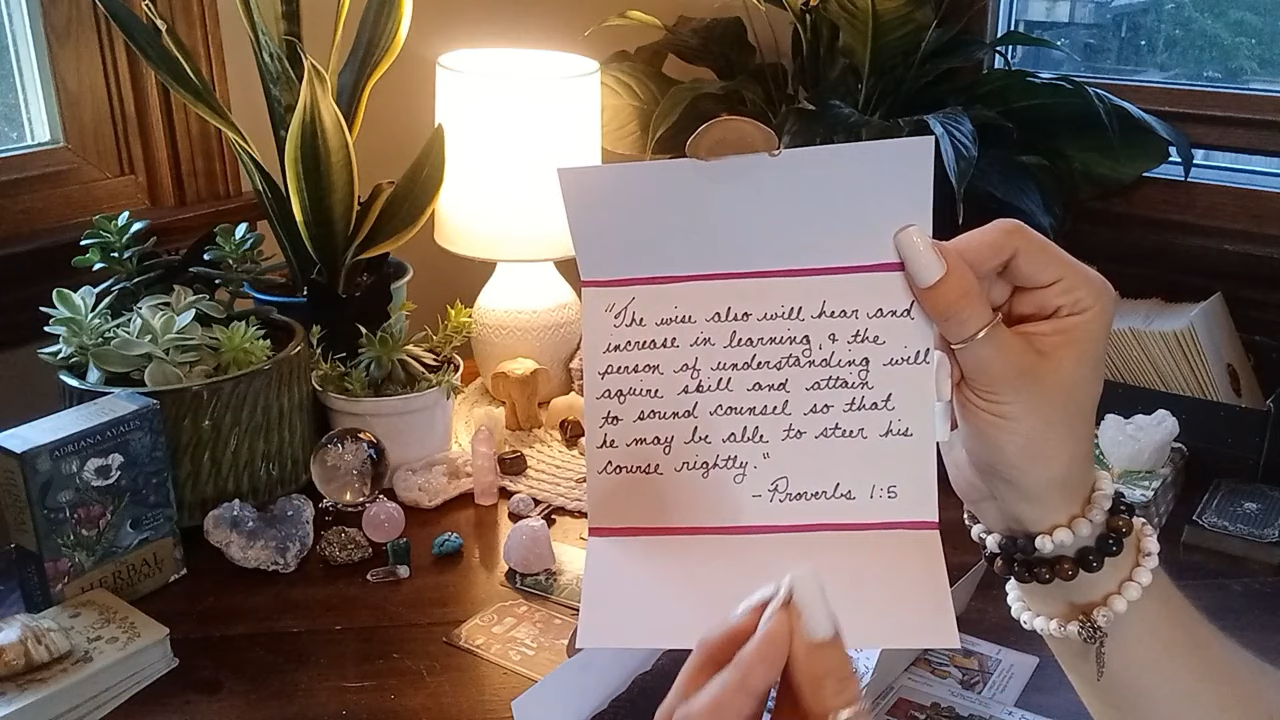 "The wise also will hear and
increase in learning, & the
person of understanding will
aquire skill and attain
to sound counsel so that
he may be able to steer his
course rightly."
- Proverbs 1:5
ADRIANA AYALES
HERBAL